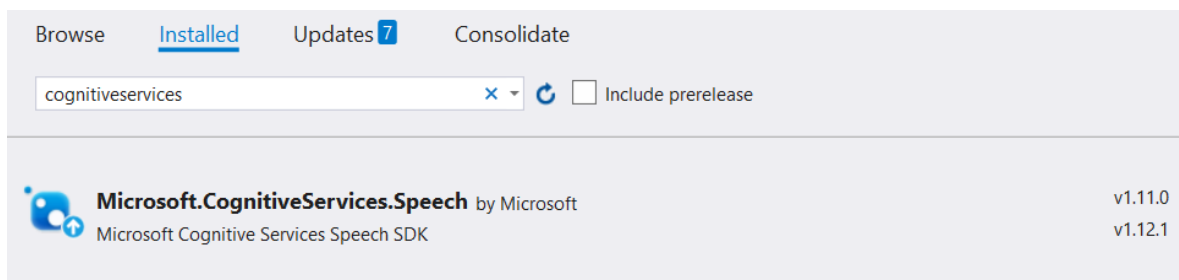 Browse Installed Updates 7 Consolidate
cognitiveservices Include prerelease
Microsoft.CognitiveServices.Speech by Microsoft v1.11.0
Microsoft Cognitive Services Speech SDK v1.12.1